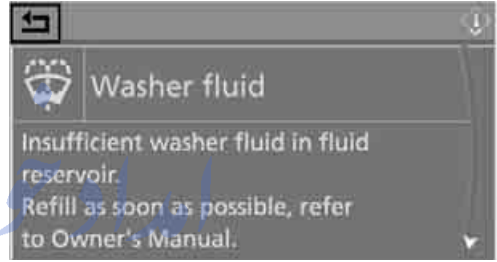 Washer fluid
Insufficient washer fluid in fluid
reservoir.
Refill as soon as possible, refer
to Owner's Manual.